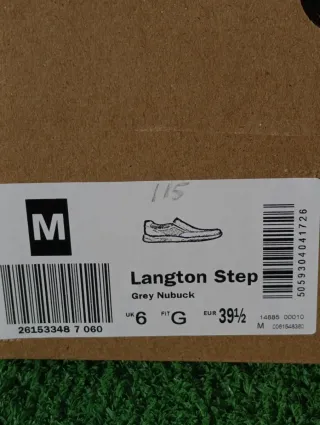 115
M
Langton Step
Grey Nubuck
UK 6 FIT G EUR 39½
26153348 7 060
5059304041726
14885 00010
M